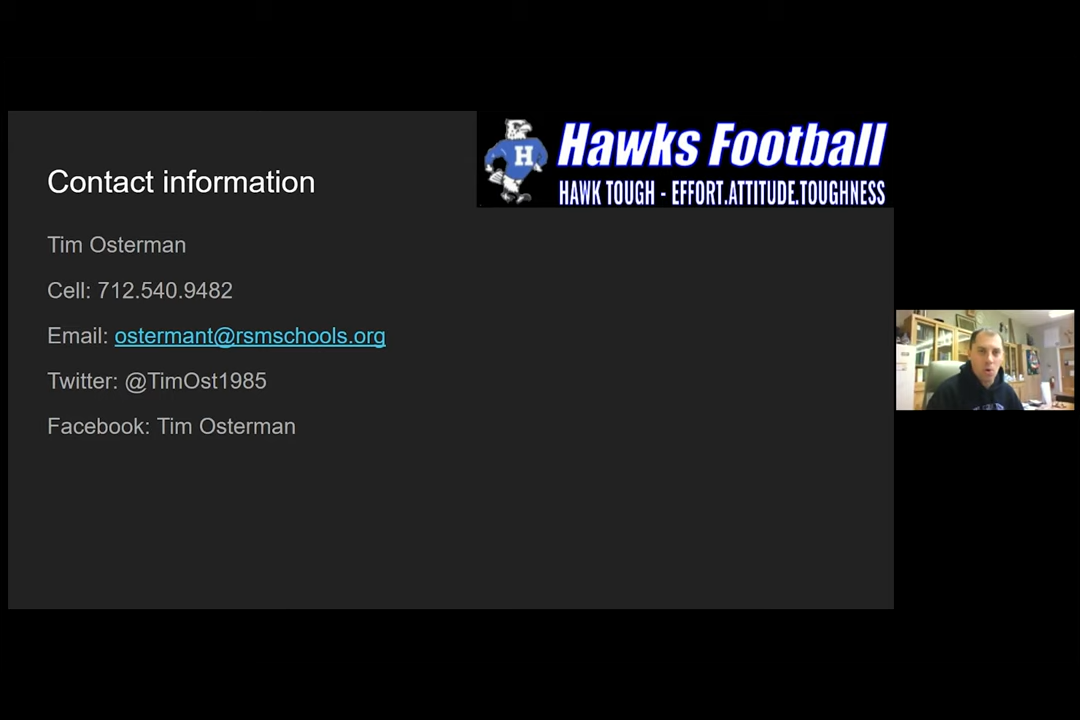 Hawks Football
H
HAWK TOUGH - EFFORT.ATTITUDE.TOUGHNESS
Contact information
Tim Osterman
Cell: 712.540.9482
Email: ostermant@rsmschools.org
Twitter: @TimOst1985
Facebook: Tim Osterman